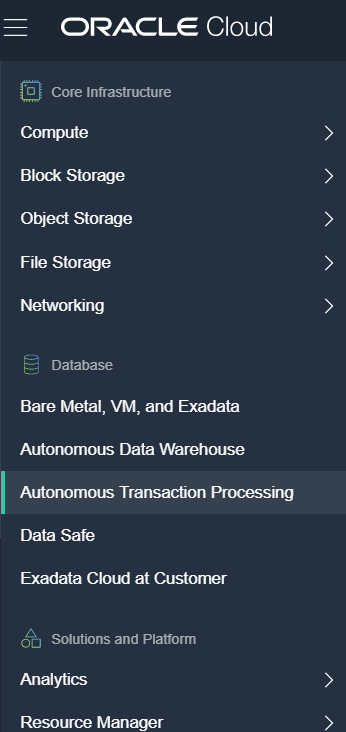 ORACLE Cloud
Core Infrastructure
Compute
Block Storage
Object Storage
File Storage
Networking
Database
Bare Metal, VM, and Exadata
Autonomous Data Warehouse
Autonomous Transaction Processing
Data Safe
Exadata Cloud at Customer
Solutions and Platform
Analytics
Resource Manager